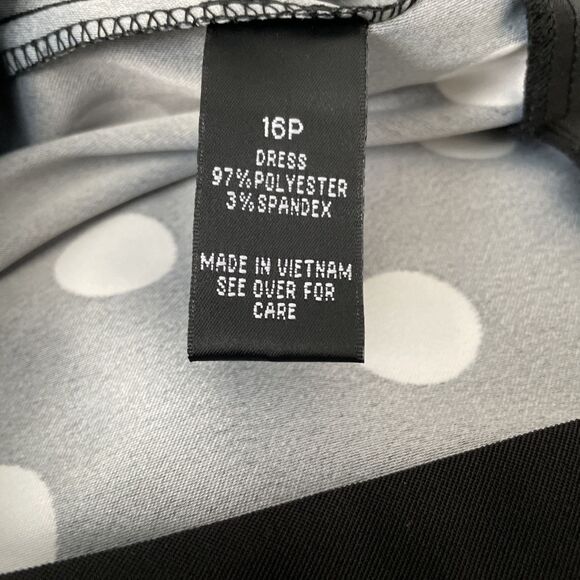 16P
DRESS
97%POLYESTER
3%SPANDEX
MADE IN VIETNAM
SEE OVER FOR
CARE